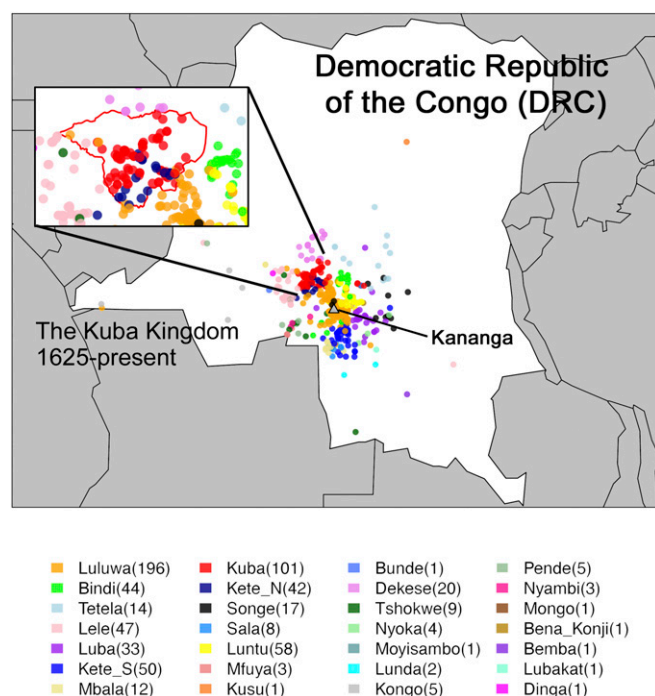 Democratic Republic
of the Congo (DRC)
The Kuba Kingdom
1625-present
Kananga
Luluwa(196) Kuba(101) Bunde(1) Pende(5)
Bindi(44) Kete_N(42) Dekese(20) Nyambi(3)
Tetela(14) Songe(17) Tshokwe(9) Mongo(1)
Lele(47) Sala(8) Nyoka(4) Bena_Konji(1)
Luba(33) Luntu(58) Moyisambo(1) Bemba(1)
Kete_S(50) Mfuya(3) Lunda(2) Lubakat(1)
Mbala(12) Kusu(1) Kongo(5) Dinga(1)